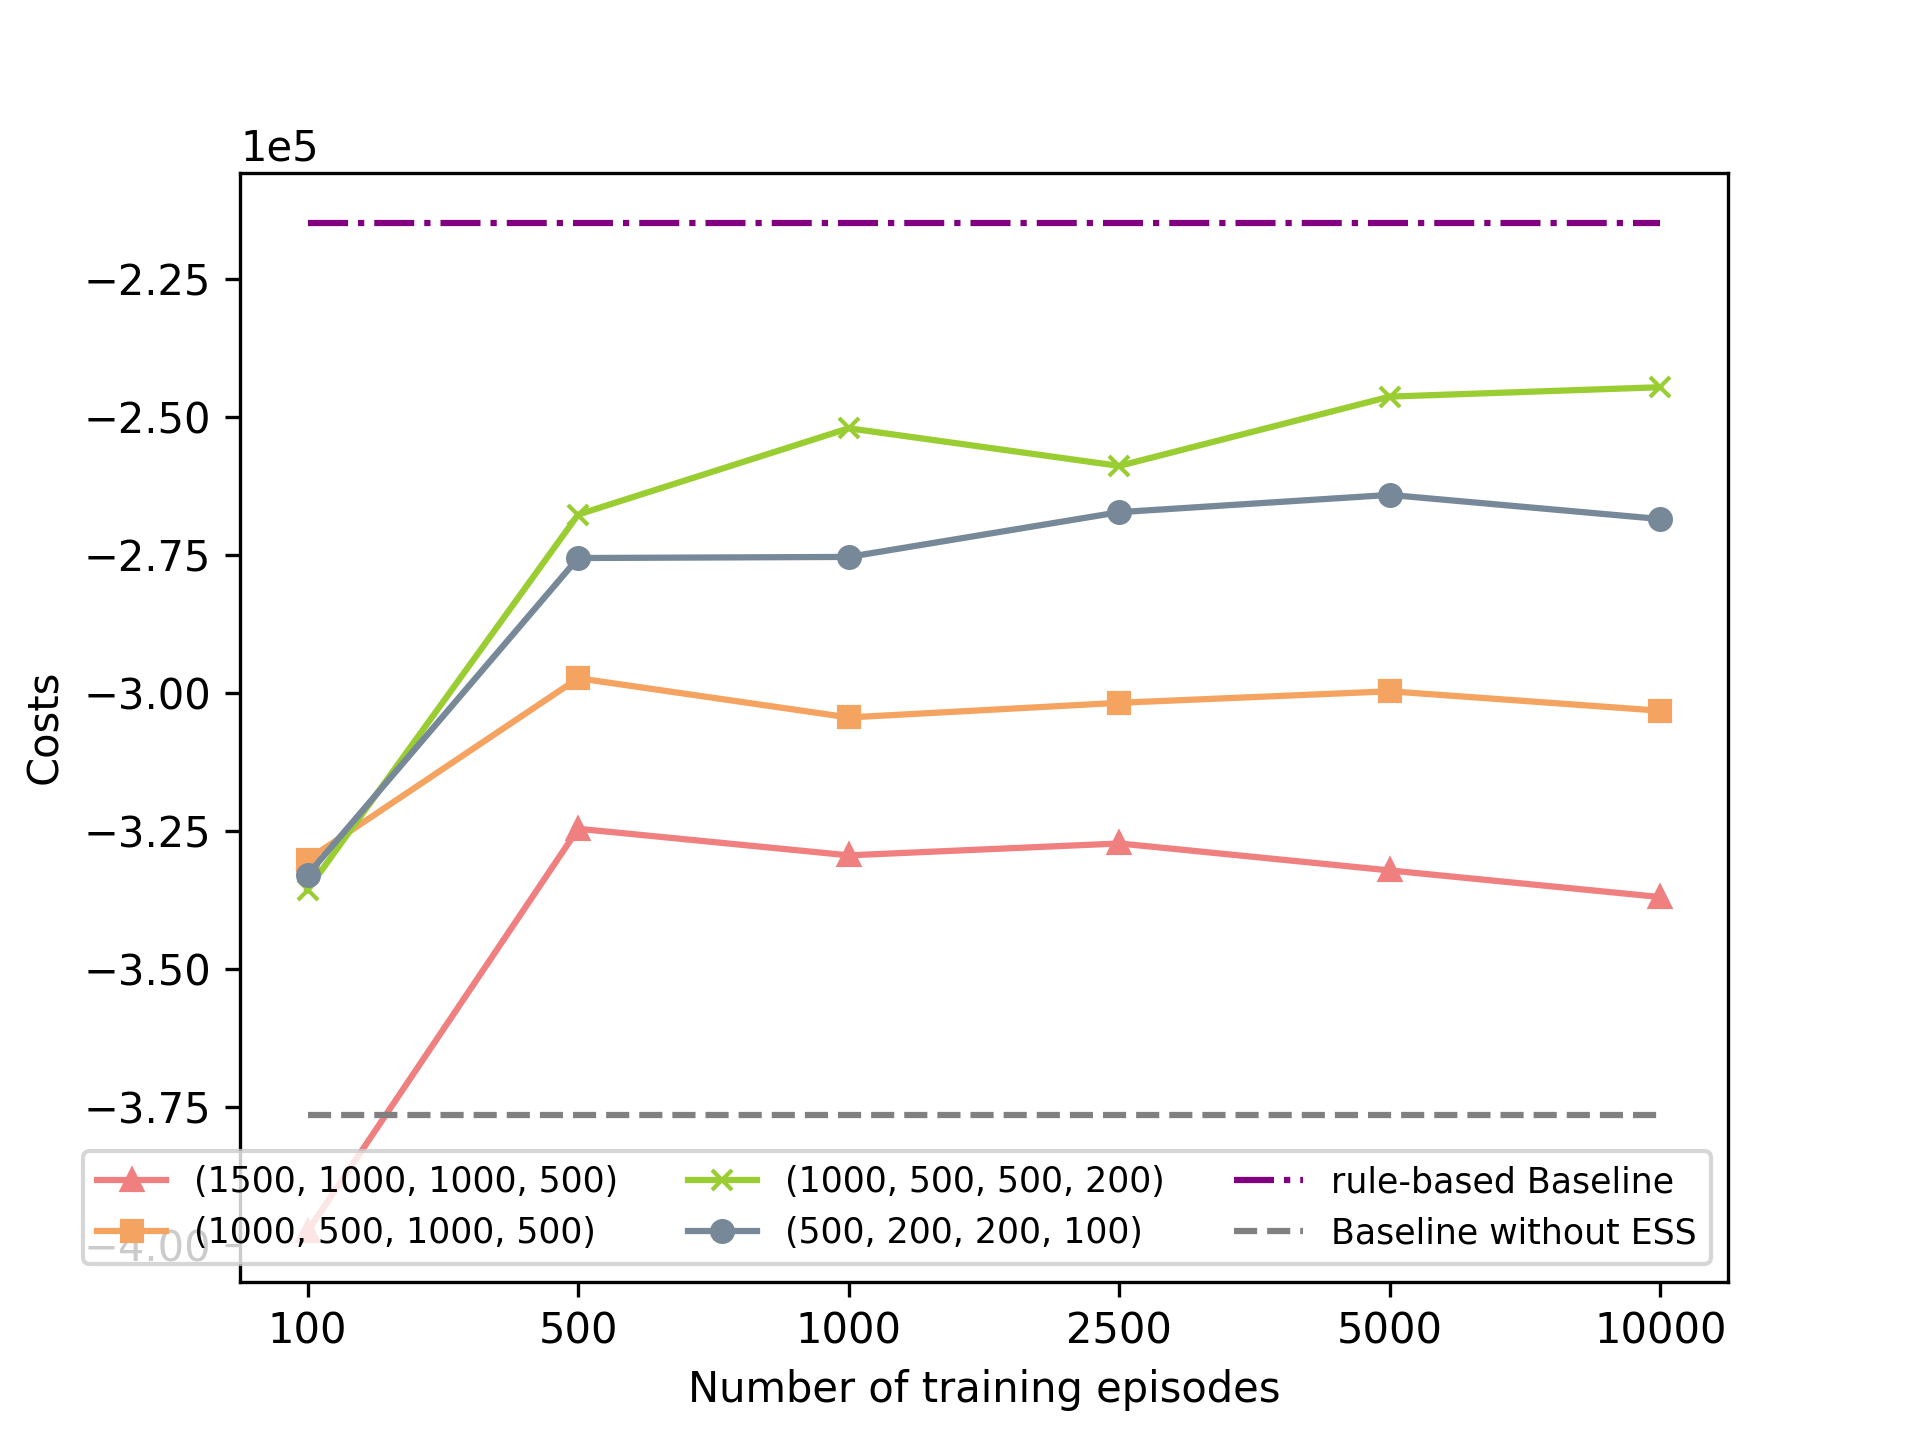 1e5
−2.25
−2.50
−2.75
−3.00
−3.25
−3.50
−3.75
−4.00
Costs
(1500, 1000, 1000, 500)
(1000, 500, 1000, 500)
(1000, 500, 500, 200)
(500, 200, 200, 100)
rule-based Baseline
Baseline without ESS
100 500 1000 2500 5000 10000
Number of training episodes